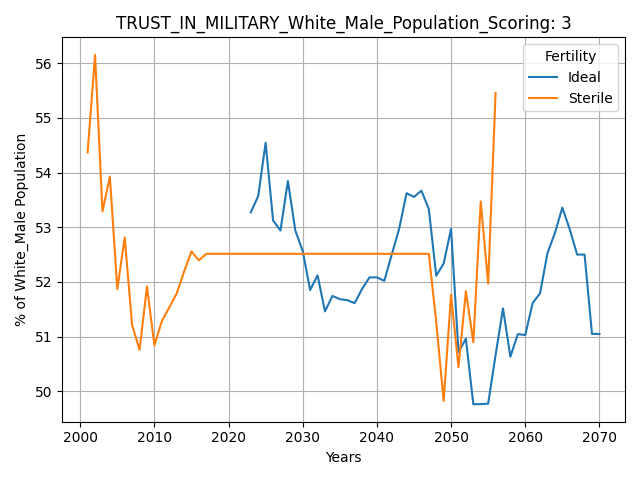 TRUST_IN_MILITARY_White_Male_Population_Scoring: 3
Fertility
Ideal
Sterile
% of White_Male Population
56
55
54
53
52
51
50
2000 2010 2020 2030 2040 2050 2060 2070
Years